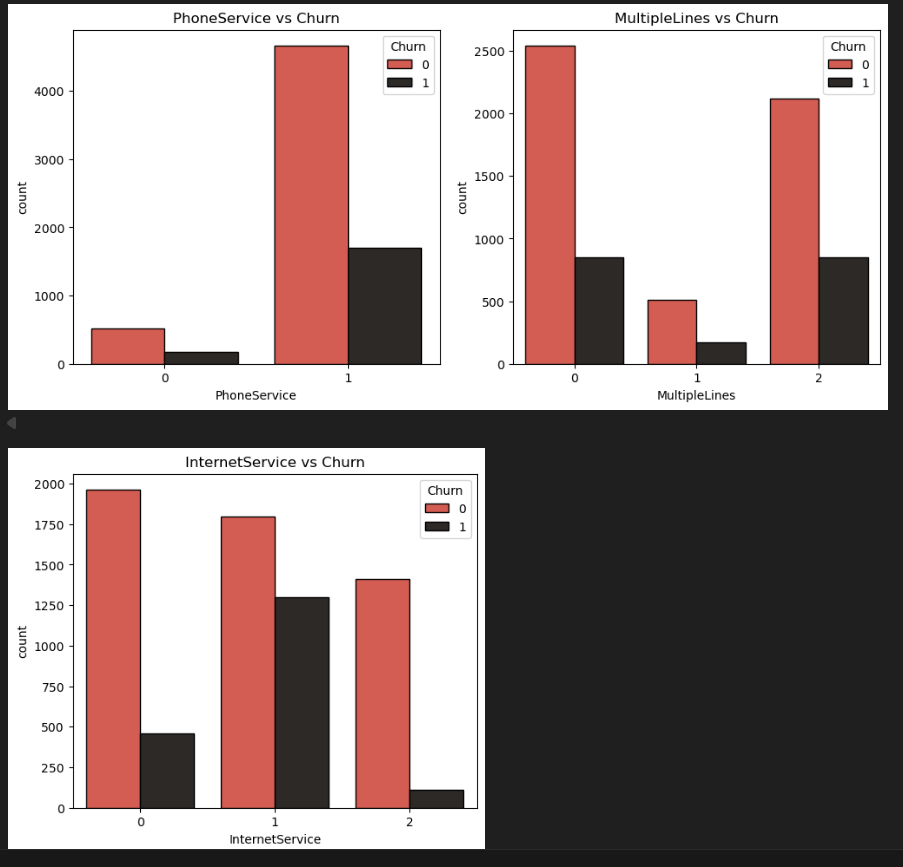 PhoneService vs Churn
Churn
0
1
4000
3000
2000
1000
0
count
0 1
PhoneService
MultipleLines vs Churn
Churn
0
1
2500
2000
1500
1000
500
0
count
0 1 2
MultipleLines
InternetService vs Churn
Churn
0
1
2000
1750
1500
1250
1000
750
500
250
0
count
0 1 2
InternetService